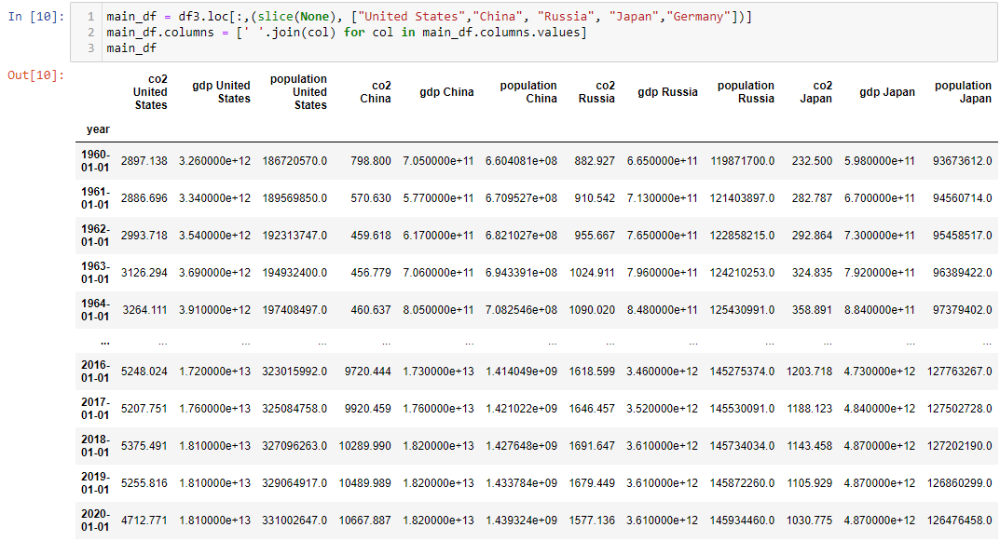 In [10]:
1 main_df = df3.loc[:,(slice(None), ["United States","China", "Russia", "Japan","Germany"])]
2 main_df.columns = [' '.join(col) for col in main_df.columns.values]
3 main_df
Out[10]:
co2 United States gdp United States population United States co2 China gdp China population China co2 Russia gdp Russia population Russia co2 Japan gdp Japan population Japan
year
1960-01-01 2897.138 3.260000e+12 186720570.0 798.800 7.050000e+11 6.604081e+08 882.927 6.650000e+11 119871700.0 232.500 5.980000e+11 93673612.0
1961-01-01 2886.696 3.340000e+12 189569850.0 570.630 5.770000e+11 6.709527e+08 910.542 7.130000e+11 121403897.0 282.787 6.700000e+11 94560714.0
1962-01-01 2993.718 3.540000e+12 192313747.0 459.618 6.170000e+11 6.821027e+08 955.667 7.650000e+11 122858215.0 292.864 7.300000e+11 95458517.0
1963-01-01 3126.294 3.690000e+12 194932400.0 456.779 7.060000e+11 6.943391e+08 1024.911 7.960000e+11 124210253.0 324.835 7.920000e+11 96389422.0
1964-01-01 3264.111 3.910000e+12 197408497.0 460.637 8.050000e+11 7.082546e+08 1090.020 8.480000e+11 125430991.0 358.891 8.840000e+11 97379402.0
... ... ... ... ... ... ... ... ... ... ... ... ...
2016-01-01 5248.024 1.720000e+13 323015992.0 9720.444 1.730000e+13 1.414049e+09 1618.599 3.460000e+12 145275374.0 1203.718 4.730000e+12 127763267.0
2017-01-01 5207.751 1.760000e+13 325084758.0 9920.459 1.760000e+13 1.421022e+09 1646.457 3.520000e+12 145530091.0 1188.123 4.840000e+12 127502728.0
2018-01-01 5375.491 1.810000e+13 327096263.0 10289.990 1.820000e+13 1.427648e+09 1691.647 3.610000e+12 145734034.0 1143.458 4.870000e+12 127202190.0
2019-01-01 5255.816 1.810000e+13 329064917.0 10489.989 1.820000e+13 1.433784e+09 1679.449 3.610000e+12 145872260.0 1105.929 4.870000e+12 126860299.0
2020-01-01 4712.771 1.810000e+13 331002647.0 10667.887 1.820000e+13 1.439324e+09 1577.136 3.610000e+12 145934460.0 1030.775 4.870000e+12 126476458.0